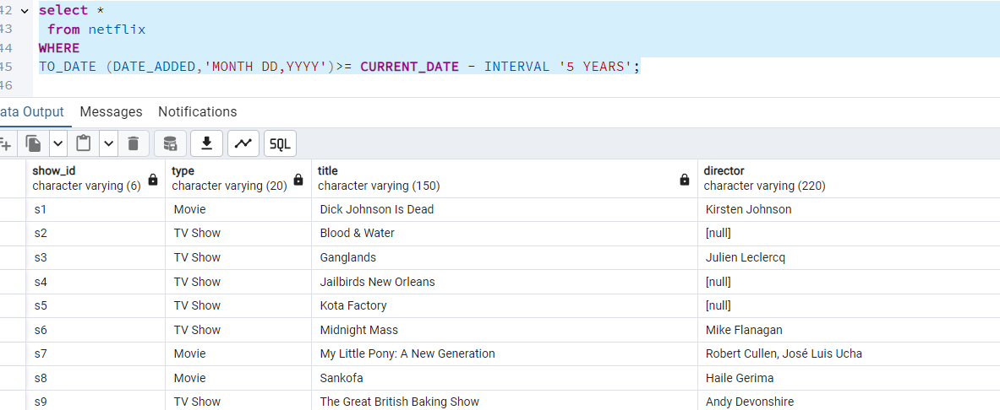 42 select *
43 from netflix
44 WHERE
45 TO_DATE (DATE_ADDED,'MONTH DD,YYYY')>= CURRENT_DATE - INTERVAL '5 YEARS';
46
ata Output Messages Notifications
SQL
show_id type title director
character varying (6) character varying (20) character varying (150) character varying (220)
s1 Movie Dick Johnson Is Dead Kirsten Johnson
s2 TV Show Blood & Water [null]
s3 TV Show Ganglands Julien Leclercq
s4 TV Show Jailbirds New Orleans [null]
s5 TV Show Kota Factory [null]
s6 TV Show Midnight Mass Mike Flanagan
s7 Movie My Little Pony: A New Generation Robert Cullen, José Luis Ucha
s8 Movie Sankofa Haile Gerima
s9 TV Show The Great British Baking Show Andy Devonshire